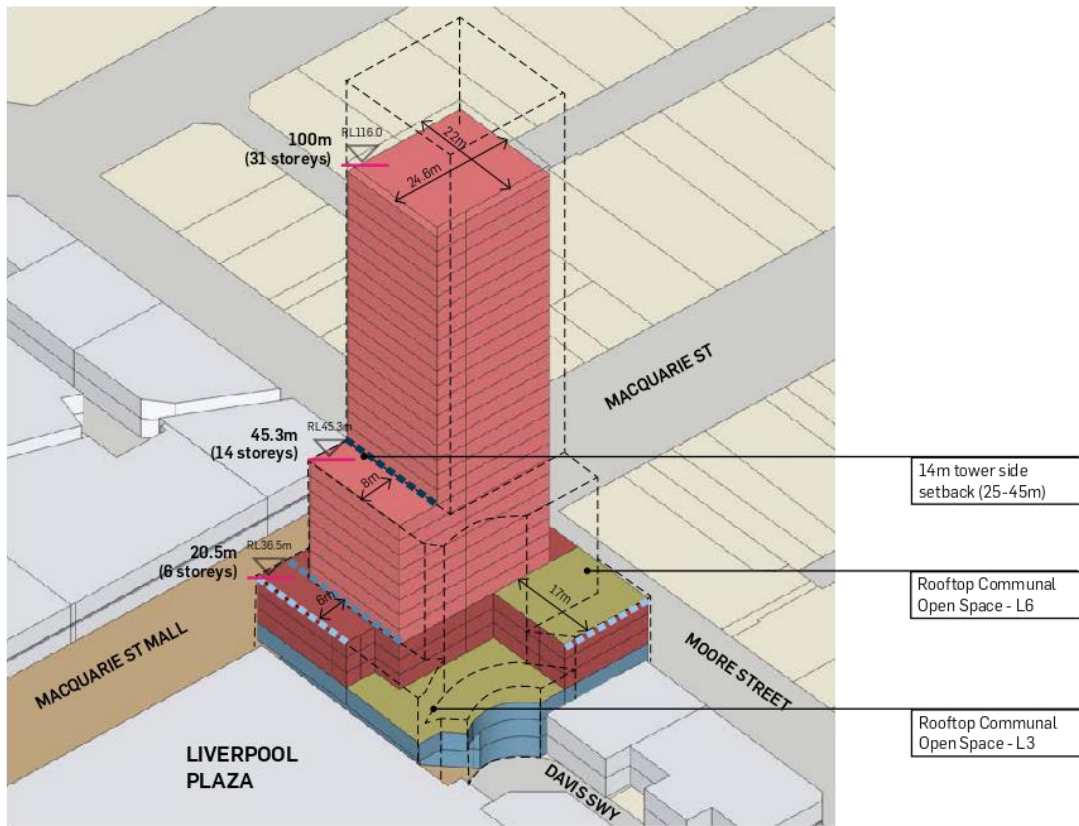 RL116.0
100m
(31 storeys)
22m
24.6m
MACQUARIE ST
RL45.3m
45.3m
(14 storeys)
8m
14m tower side
setback (25-45m)
RL36.5m
20.5m
(6 storeys)
6m
17m
Rooftop Communal
Open Space - L6
MACQUARIE ST MALL
MOORE STREET
Rooftop Communal
Open Space - L3
LIVERPOOL
PLAZA
DAVIS SWY